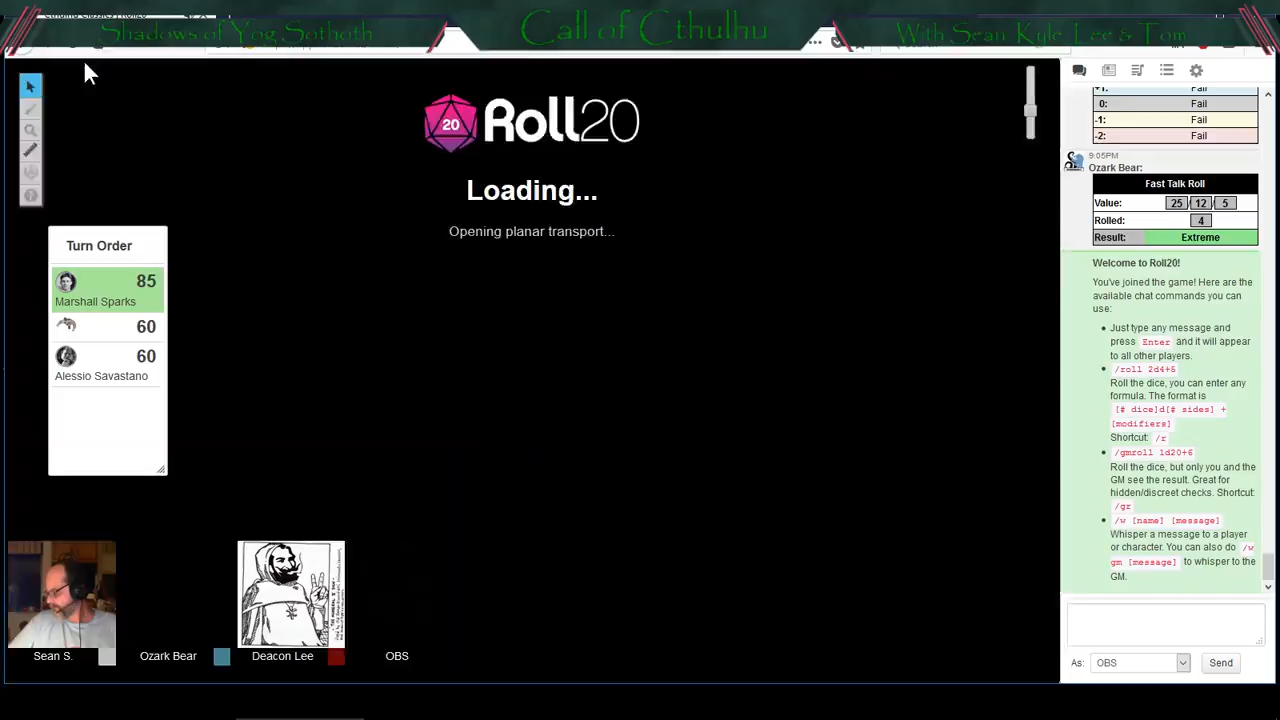 Shadows of Yog Sothoth
Call of Cthulhu
With Sean Kyle Lee & Tom
20
Roll20
Loading...
Opening planar transport...
Turn Order
85
Marshall Sparks
60
60
Alessio Savastano
Sean S.
Ozark Bear
Deacon Lee
OBS
+1: Fail
0: Fail
-1: Fail
-2: Fail
9:05PM
Ozark Bear:
Fast Talk Roll
Value: 25 12 5
Rolled: 4
Result: Extreme
Welcome to Roll20!
You've joined the game! Here are the
available chat commands you can
use:
Just type any message and
press Enter and it will appear
to all other players.
/roll 2d4+5
Roll the dice, you can enter any
formula. The format is
[# dice]d[# sides] +
[modifiers]
Shortcut: /r
/gmroll 1d20+6
Roll the dice, but only you and the
GM see the result. Great for
hidden/discreet checks. Shortcut:
/gr
/w [name] [message]
Whisper a message to a player
or character. You can also do /w
gm [message] to whisper to the
GM.
As: OBS Send